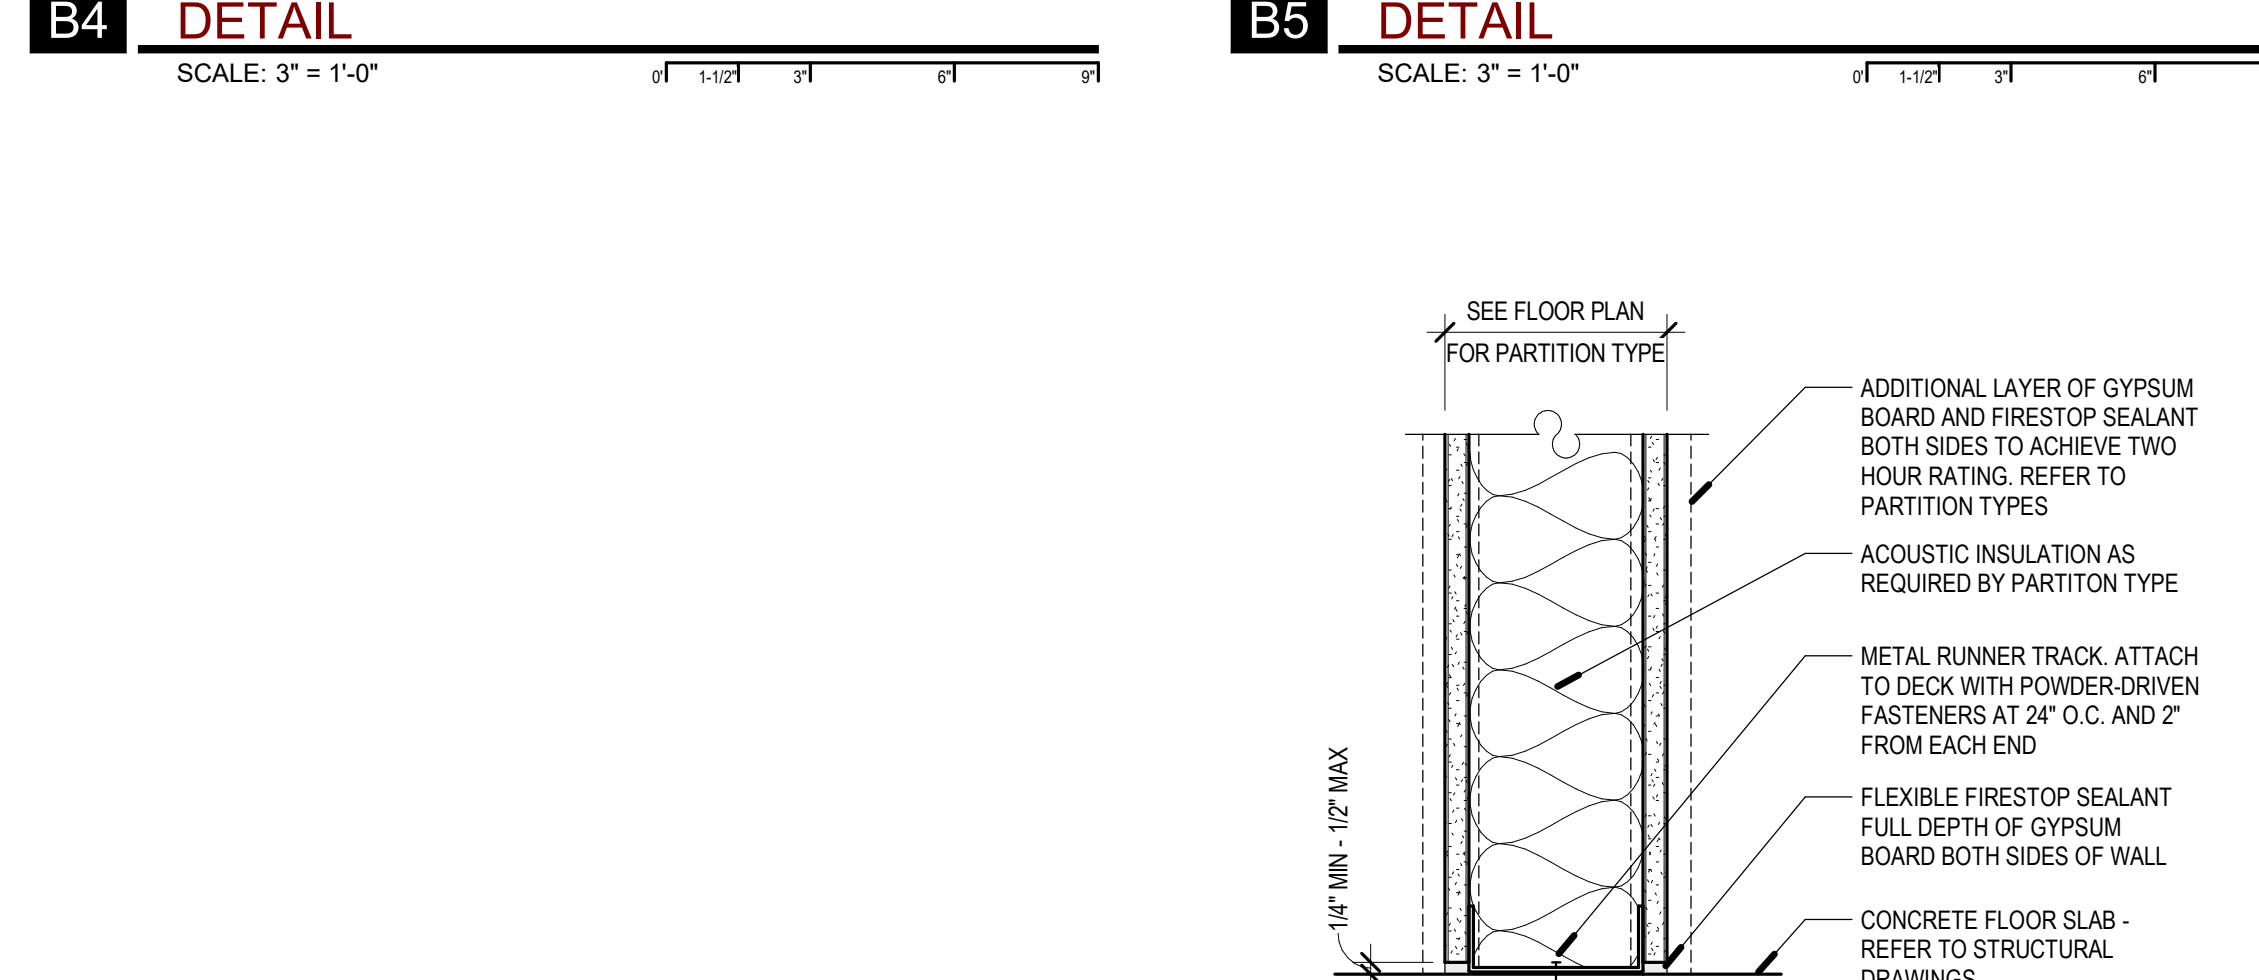 B4 DETAIL
SCALE: 3" = 1'-0"
0' 1-1/2" 3" 6" 9"
B5 DETAIL
SCALE: 3" = 1'-0"
0' 1-1/2" 3" 6"
SEE FLOOR PLAN
FOR PARTITION TYPE
ADDITIONAL LAYER OF GYPSUM
BOARD AND FIRESTOP SEALANT
BOTH SIDES TO ACHIEVE TWO
HOUR RATING. REFER TO
PARTITION TYPES
ACOUSTIC INSULATION AS
REQUIRED BY PARTITON TYPE
METAL RUNNER TRACK. ATTACH
TO DECK WITH POWDER-DRIVEN
FASTENERS AT 24" O.C. AND 2"
FROM EACH END
1/4" MIN - 1/2" MAX
FLEXIBLE FIRESTOP SEALANT
FULL DEPTH OF GYPSUM
BOARD BOTH SIDES OF WALL
CONCRETE FLOOR SLAB -
REFER TO STRUCTURAL
DRAWINGS